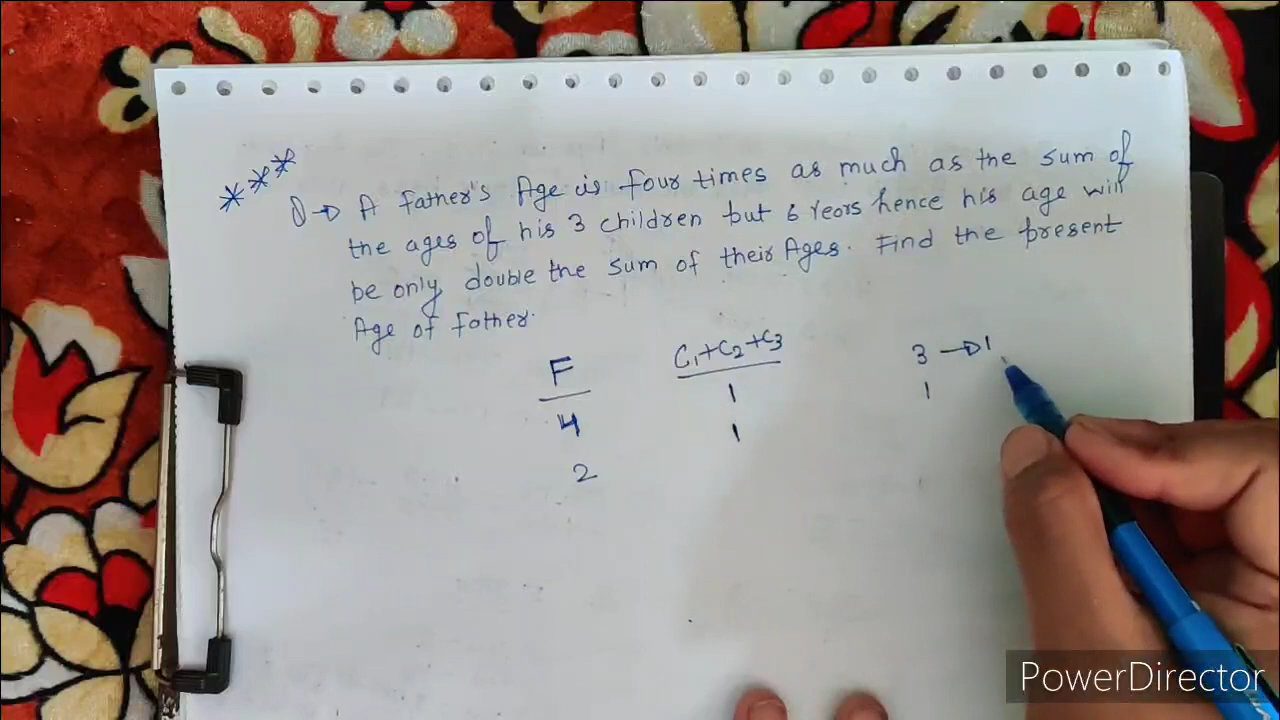 *** Q→ A father's Age is four times as much as the sum of
the ages of his 3 children but 6 Years hence his age will
be only double the sum of their Ages. Find the present
Age of father.
F C₁+C₂+C₃ 3 → 1
4 1 1
2 1
PowerDirector